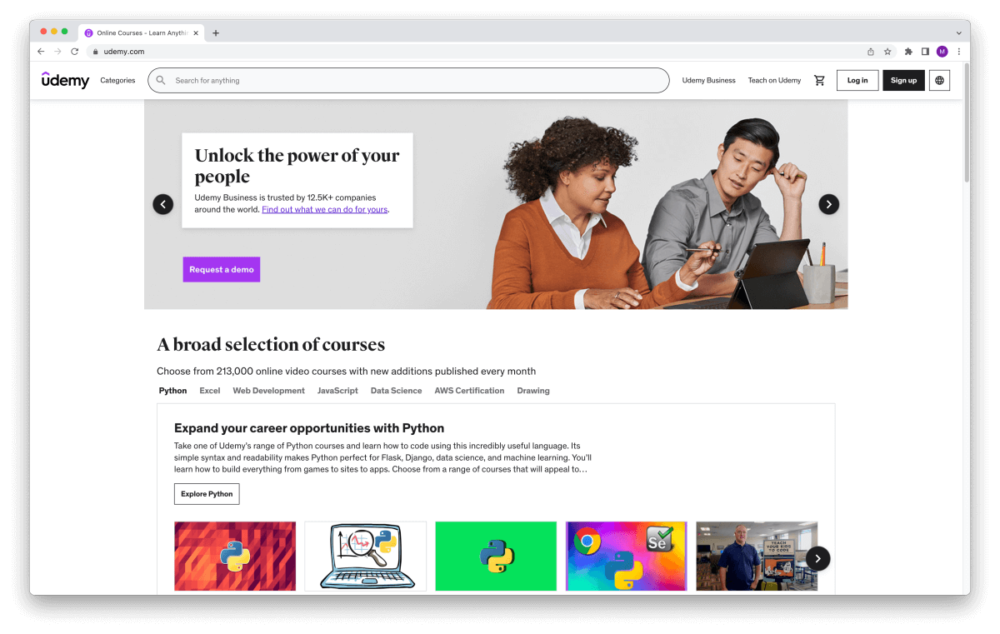 Online Courses - Learn Anythi
udemy.com
M
ûdemy
Categories
Search for anything
Udemy Business
Teach on Udemy
Log in
Sign up
Unlock the power of your
people
Udemy Business is trusted by 12.5K+ companies
around the world. Find out what we can do for yours.
Request a demo
A broad selection of courses
Choose from 213,000 online video courses with new additions published every month
Python Excel Web Development JavaScript Data Science AWS Certification Drawing
Expand your career opportunities with Python
Take one of Udemy's range of Python courses and learn how to code using this incredibly useful language. Its
simple syntax and readability makes Python perfect for Flask, Django, data science, and machine learning. You'll
learn how to build everything from games to sites to apps. Choose from a range of courses that will appeal to…
Explore Python
Se
TEACH
YOUR KIDS
TO CODE